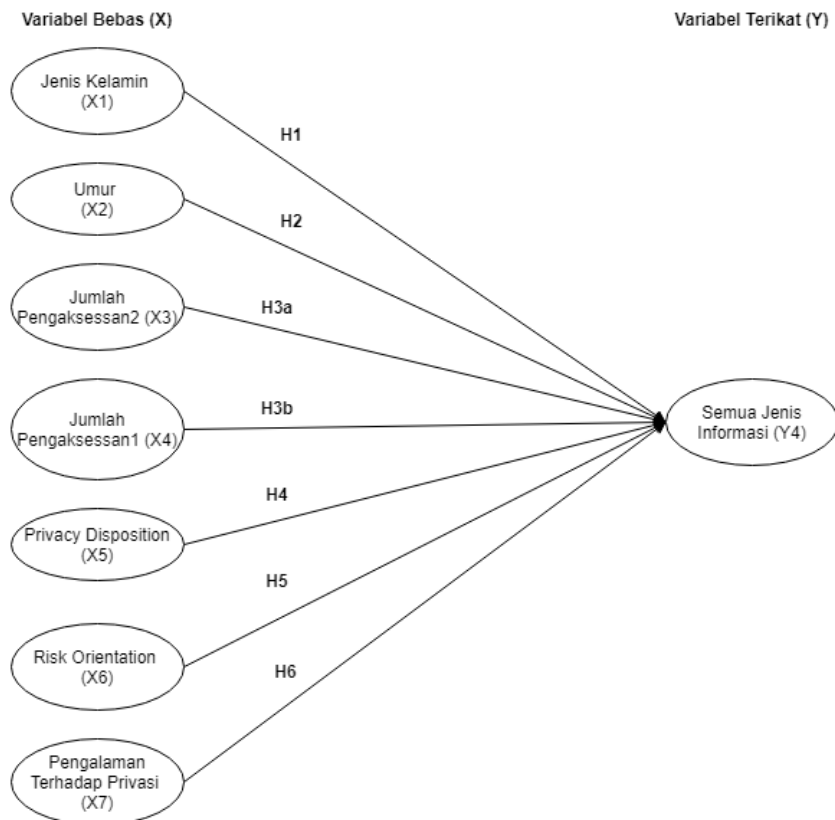 Variabel Bebas (X)
Variabel Terikat (Y)
Jenis Kelamin
(X1)
H1
Umur
(X2)
H2
Jumlah
Pengaksessan2 (X3)
H3a
Jumlah
Pengaksessan1 (X4)
H3b
Semua Jenis
Informasi (Y4)
Privacy Disposition
(X5)
H4
Risk Orientation
(X6)
H5
Pengalaman
Terhadap Privasi
(X7)
H6